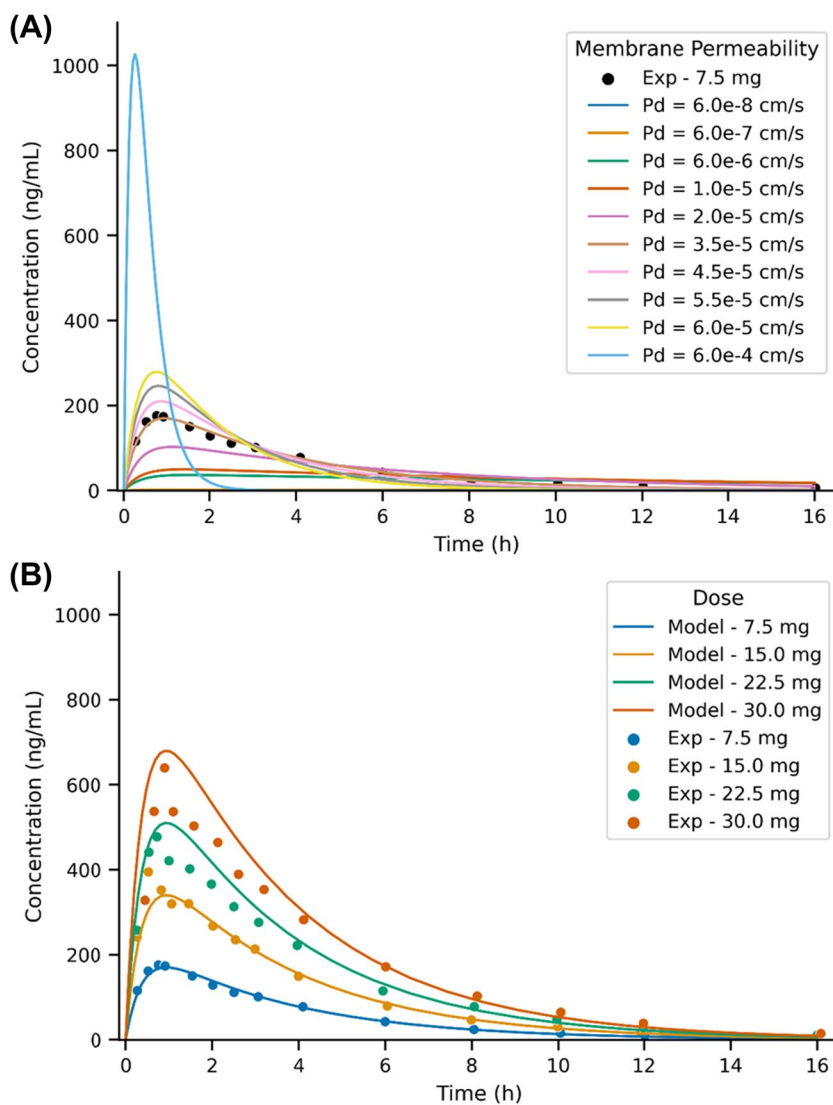 (A)
1000
800
600
400
200
0
Concentration (ng/mL)
0 2 4 6 8 10 12 14 16
Time (h)
Membrane Permeability
Exp - 7.5 mg
Pd = 6.0e-8 cm/s
Pd = 6.0e-7 cm/s
Pd = 6.0e-6 cm/s
Pd = 1.0e-5 cm/s
Pd = 2.0e-5 cm/s
Pd = 3.5e-5 cm/s
Pd = 4.5e-5 cm/s
Pd = 5.5e-5 cm/s
Pd = 6.0e-5 cm/s
Pd = 6.0e-4 cm/s
(B)
1000
800
600
400
200
0
Concentration (ng/mL)
0 2 4 6 8 10 12 14 16
Time (h)
Dose
Model - 7.5 mg
Model - 15.0 mg
Model - 22.5 mg
Model - 30.0 mg
Exp - 7.5 mg
Exp - 15.0 mg
Exp - 22.5 mg
Exp - 30.0 mg